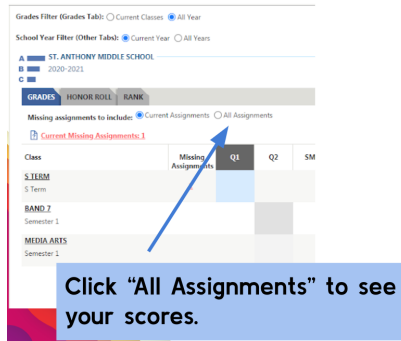 Grades Filter (Grades Tab): Current Classes All Year
School Year Filter (Other Tabs): Current Year All Years
A ST. ANTHONY MIDDLE SCHOOL
B 2020-2021
C
GRADES HONOR ROLL RANK
Missing assignments to include: Current Assignments All Assignments
Current Missing Assignments: 1
Class Missing Assignments Q1 Q2 SM
S TERM
S Term
BAND 7
Semester 1
MEDIA ARTS
Semester 1
Click “All Assignments” to see
your scores.